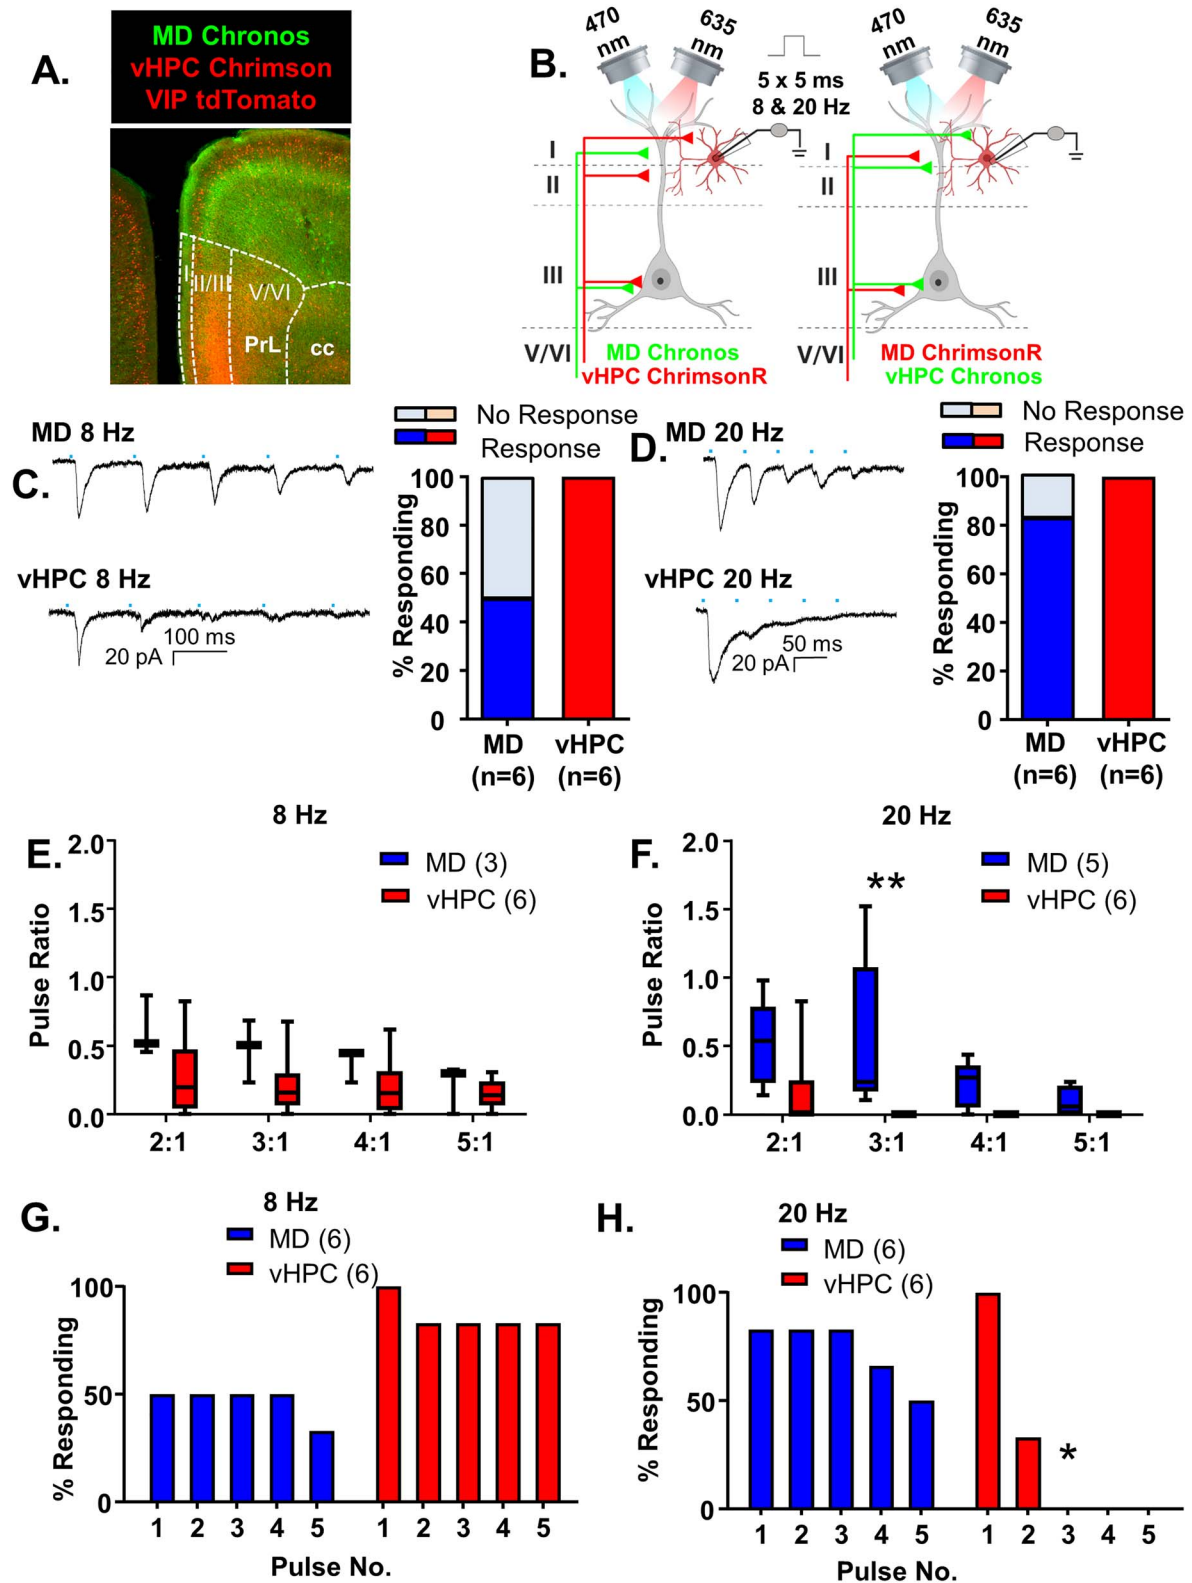 A.
MD Chronos
vHPC Chrimson
VIP tdTomato
I
II/III
V/VI
PrL
cc
B.
470
nm
635
nm
5 x 5 ms
8 & 20 Hz
470
nm
635
nm
I
II
III
V/VI
MD Chronos
vHPC ChrimsonR
I
II
III
V/VI
MD ChrimsonR
vHPC Chronos
C.
MD 8 Hz
vHPC 8 Hz
100 ms
20 pA
No Response
Response
% Responding
100
80
60
40
20
0
MD
(n=6)
vHPC
(n=6)
D.
MD 20 Hz
vHPC 20 Hz
50 ms
20 pA
No Response
Response
% Responding
100
80
60
40
20
0
MD
(n=6)
vHPC
(n=6)
E.
8 Hz
MD (3)
vHPC (6)
Pulse Ratio
2.0
1.5
1.0
0.5
0.0
2:1
3:1
4:1
5:1
F.
20 Hz
MD (5)
vHPC (6)
**
Pulse Ratio
2.0
1.5
1.0
0.5
0.0
2:1
3:1
4:1
5:1
G.
8 Hz
MD (6)
vHPC (6)
% Responding
100
50
0
1 2 3 4 5 1 2 3 4 5
Pulse No.
H.
20 Hz
MD (6)
vHPC (6)
% Responding
100
50
0
*
1 2 3 4 5 1 2 3 4 5
Pulse No.